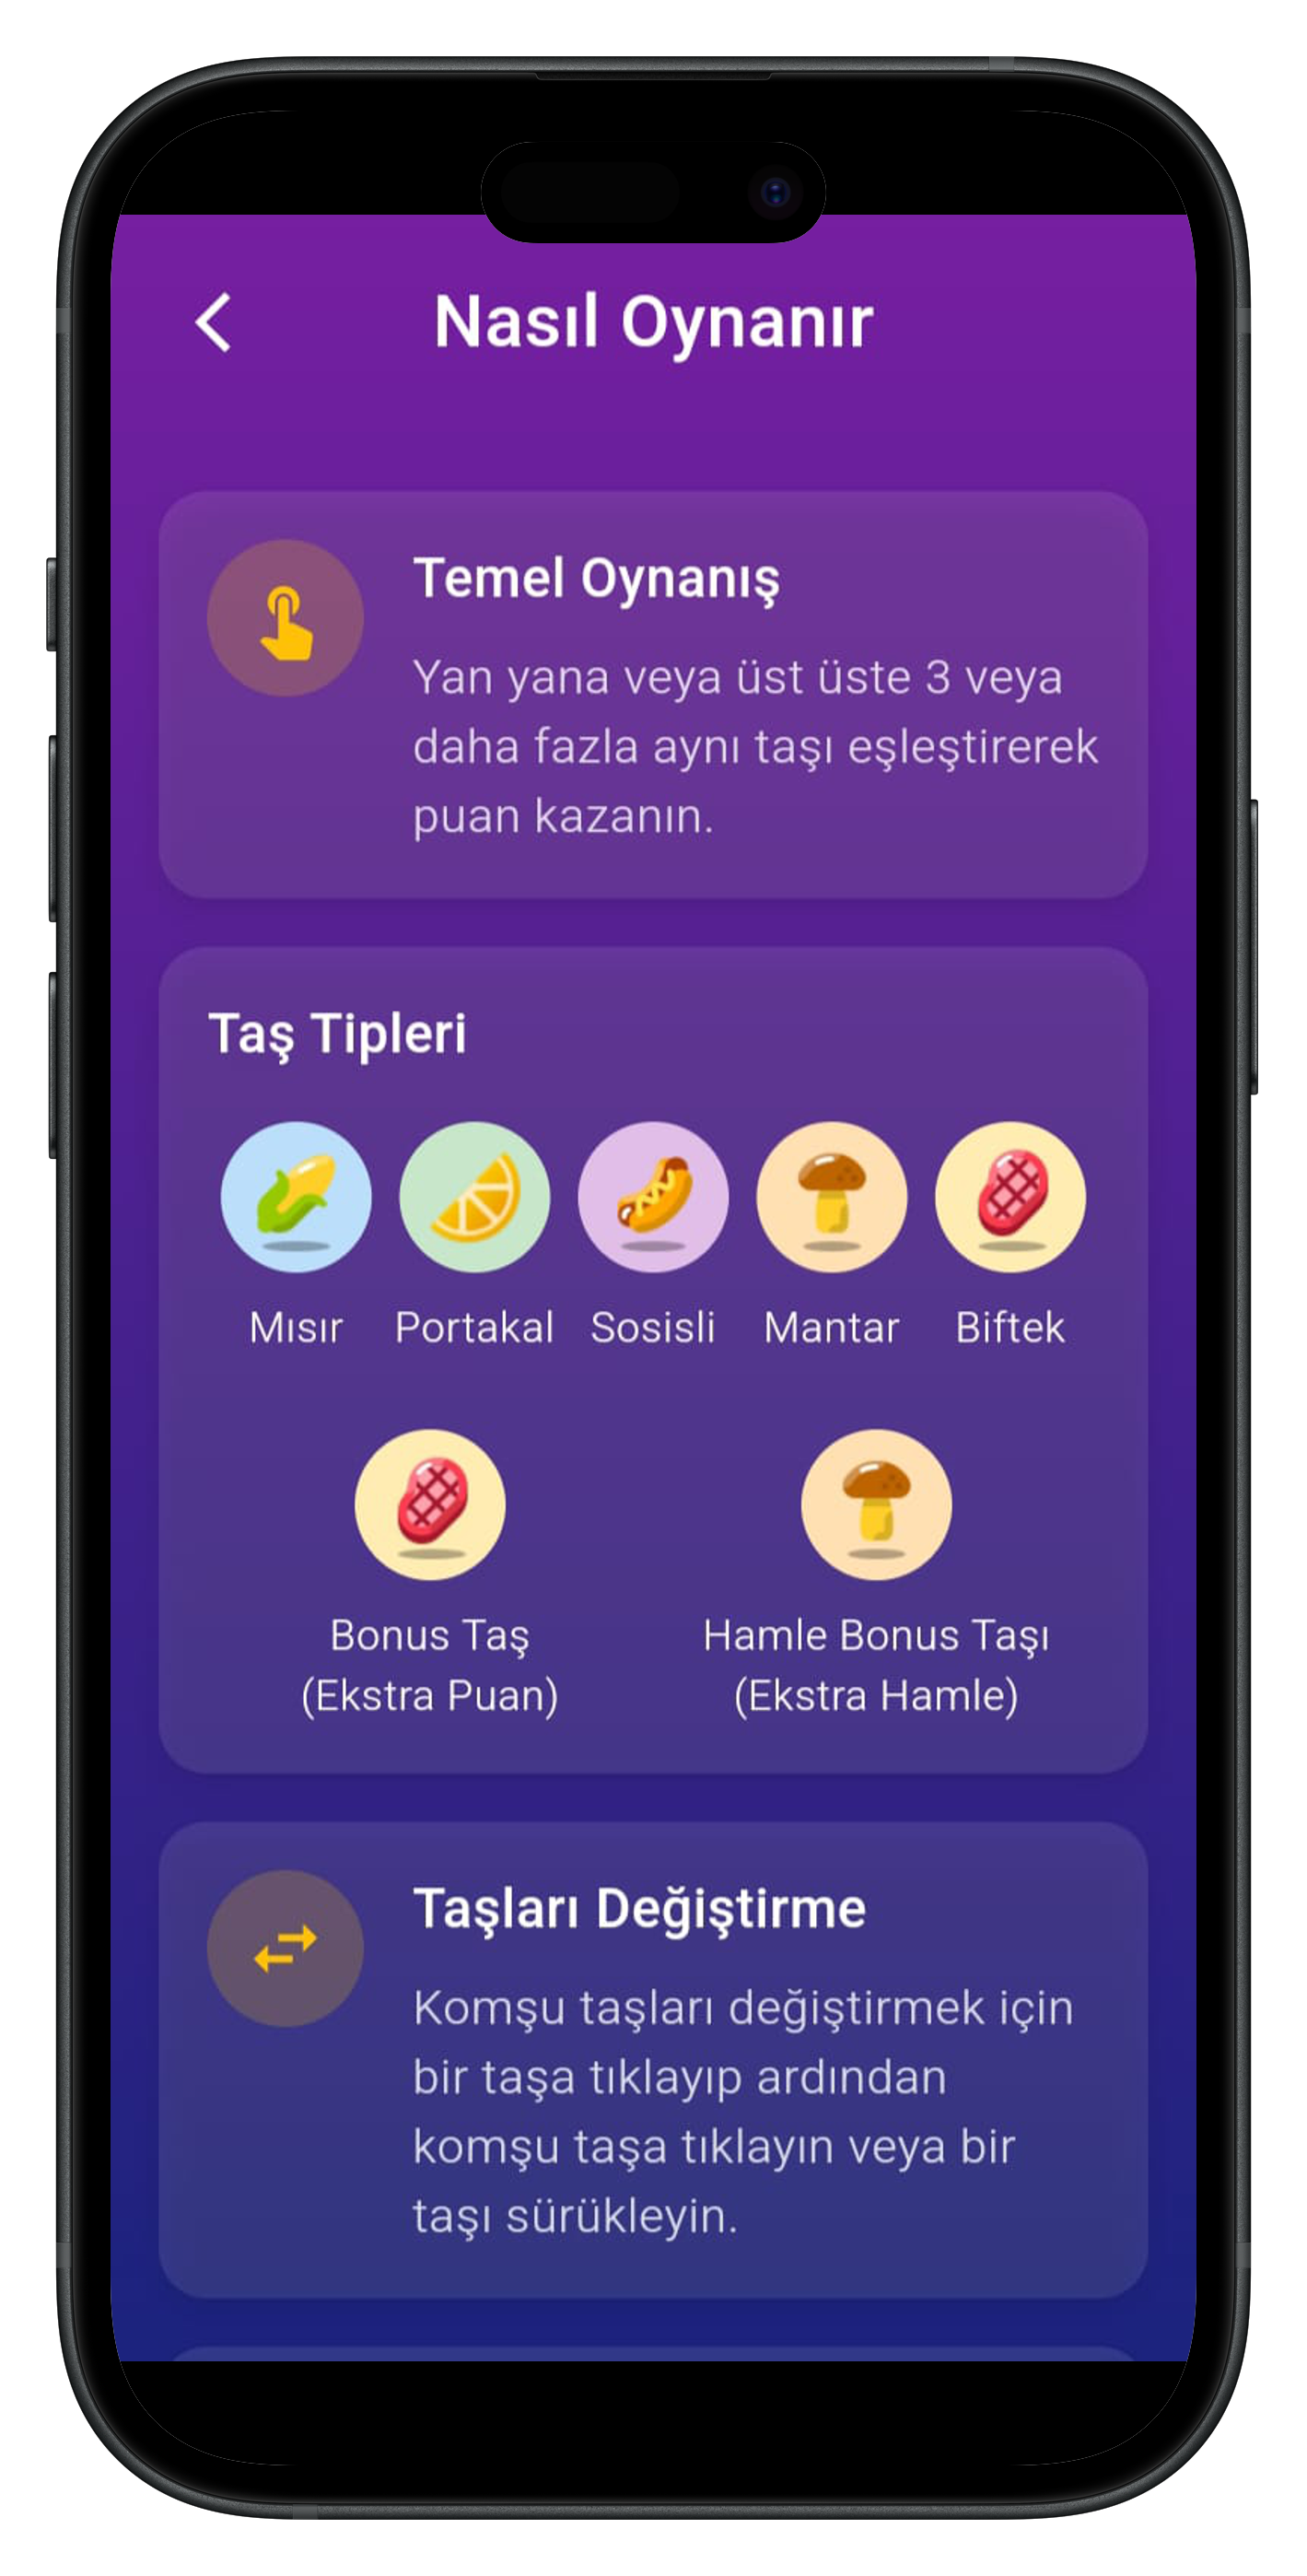 Nasıl Oynanır
Temel Oynanış
Yan yana veya üst üste 3 veya
daha fazla aynı taşı eşleştirerek
puan kazanın.
Taş Tipleri
Mısır Portakal Sosisli Mantar Biftek
Bonus Taş
(Ekstra Puan)
Hamle Bonus Taşı
(Ekstra Hamle)
Taşları Değiştirme
Komşu taşları değiştirmek için
bir taşa tıklayıp ardından
komşu taşa tıklayın veya bir
taşı sürükleyin.